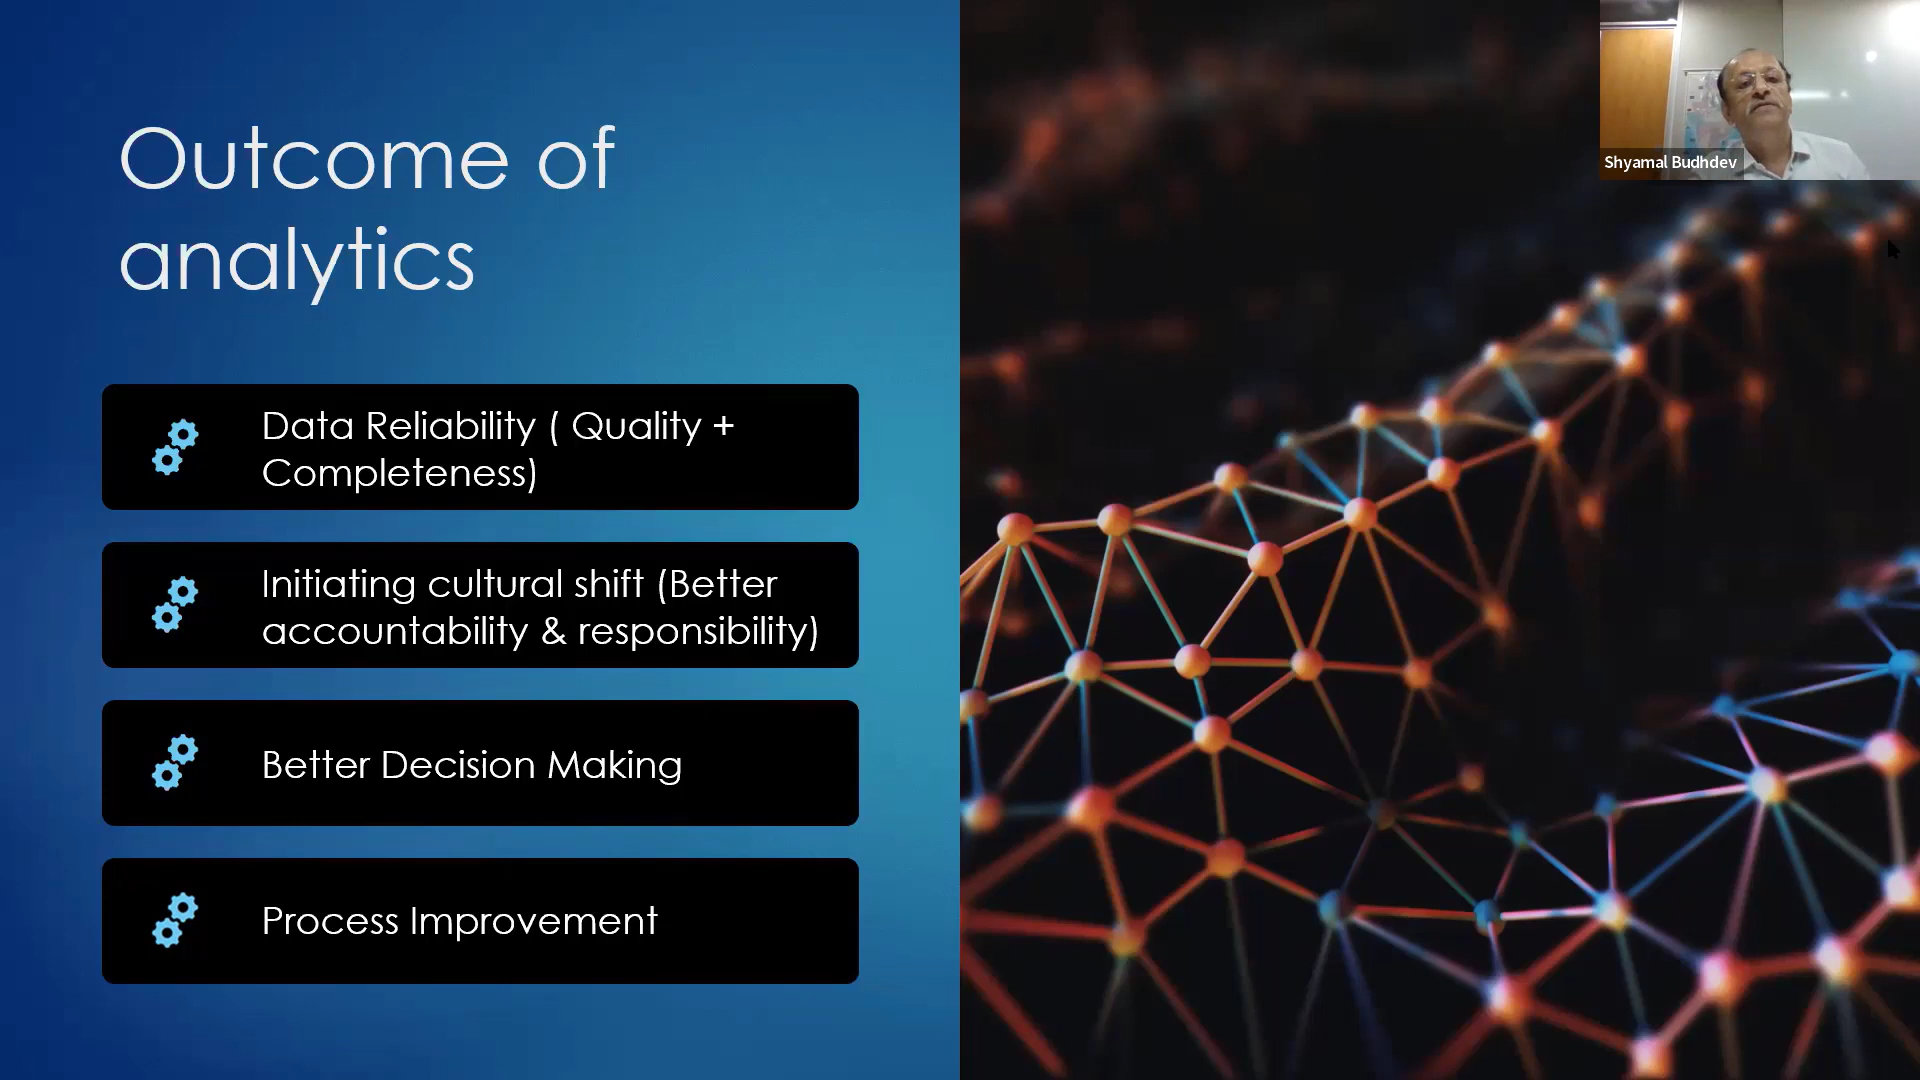 Outcome of
analytics
Data Reliability ( Quality +
Completeness)
Initiating cultural shift (Better
accountability & responsibility)
Better Decision Making
Process Improvement
Shyamal Budhdev